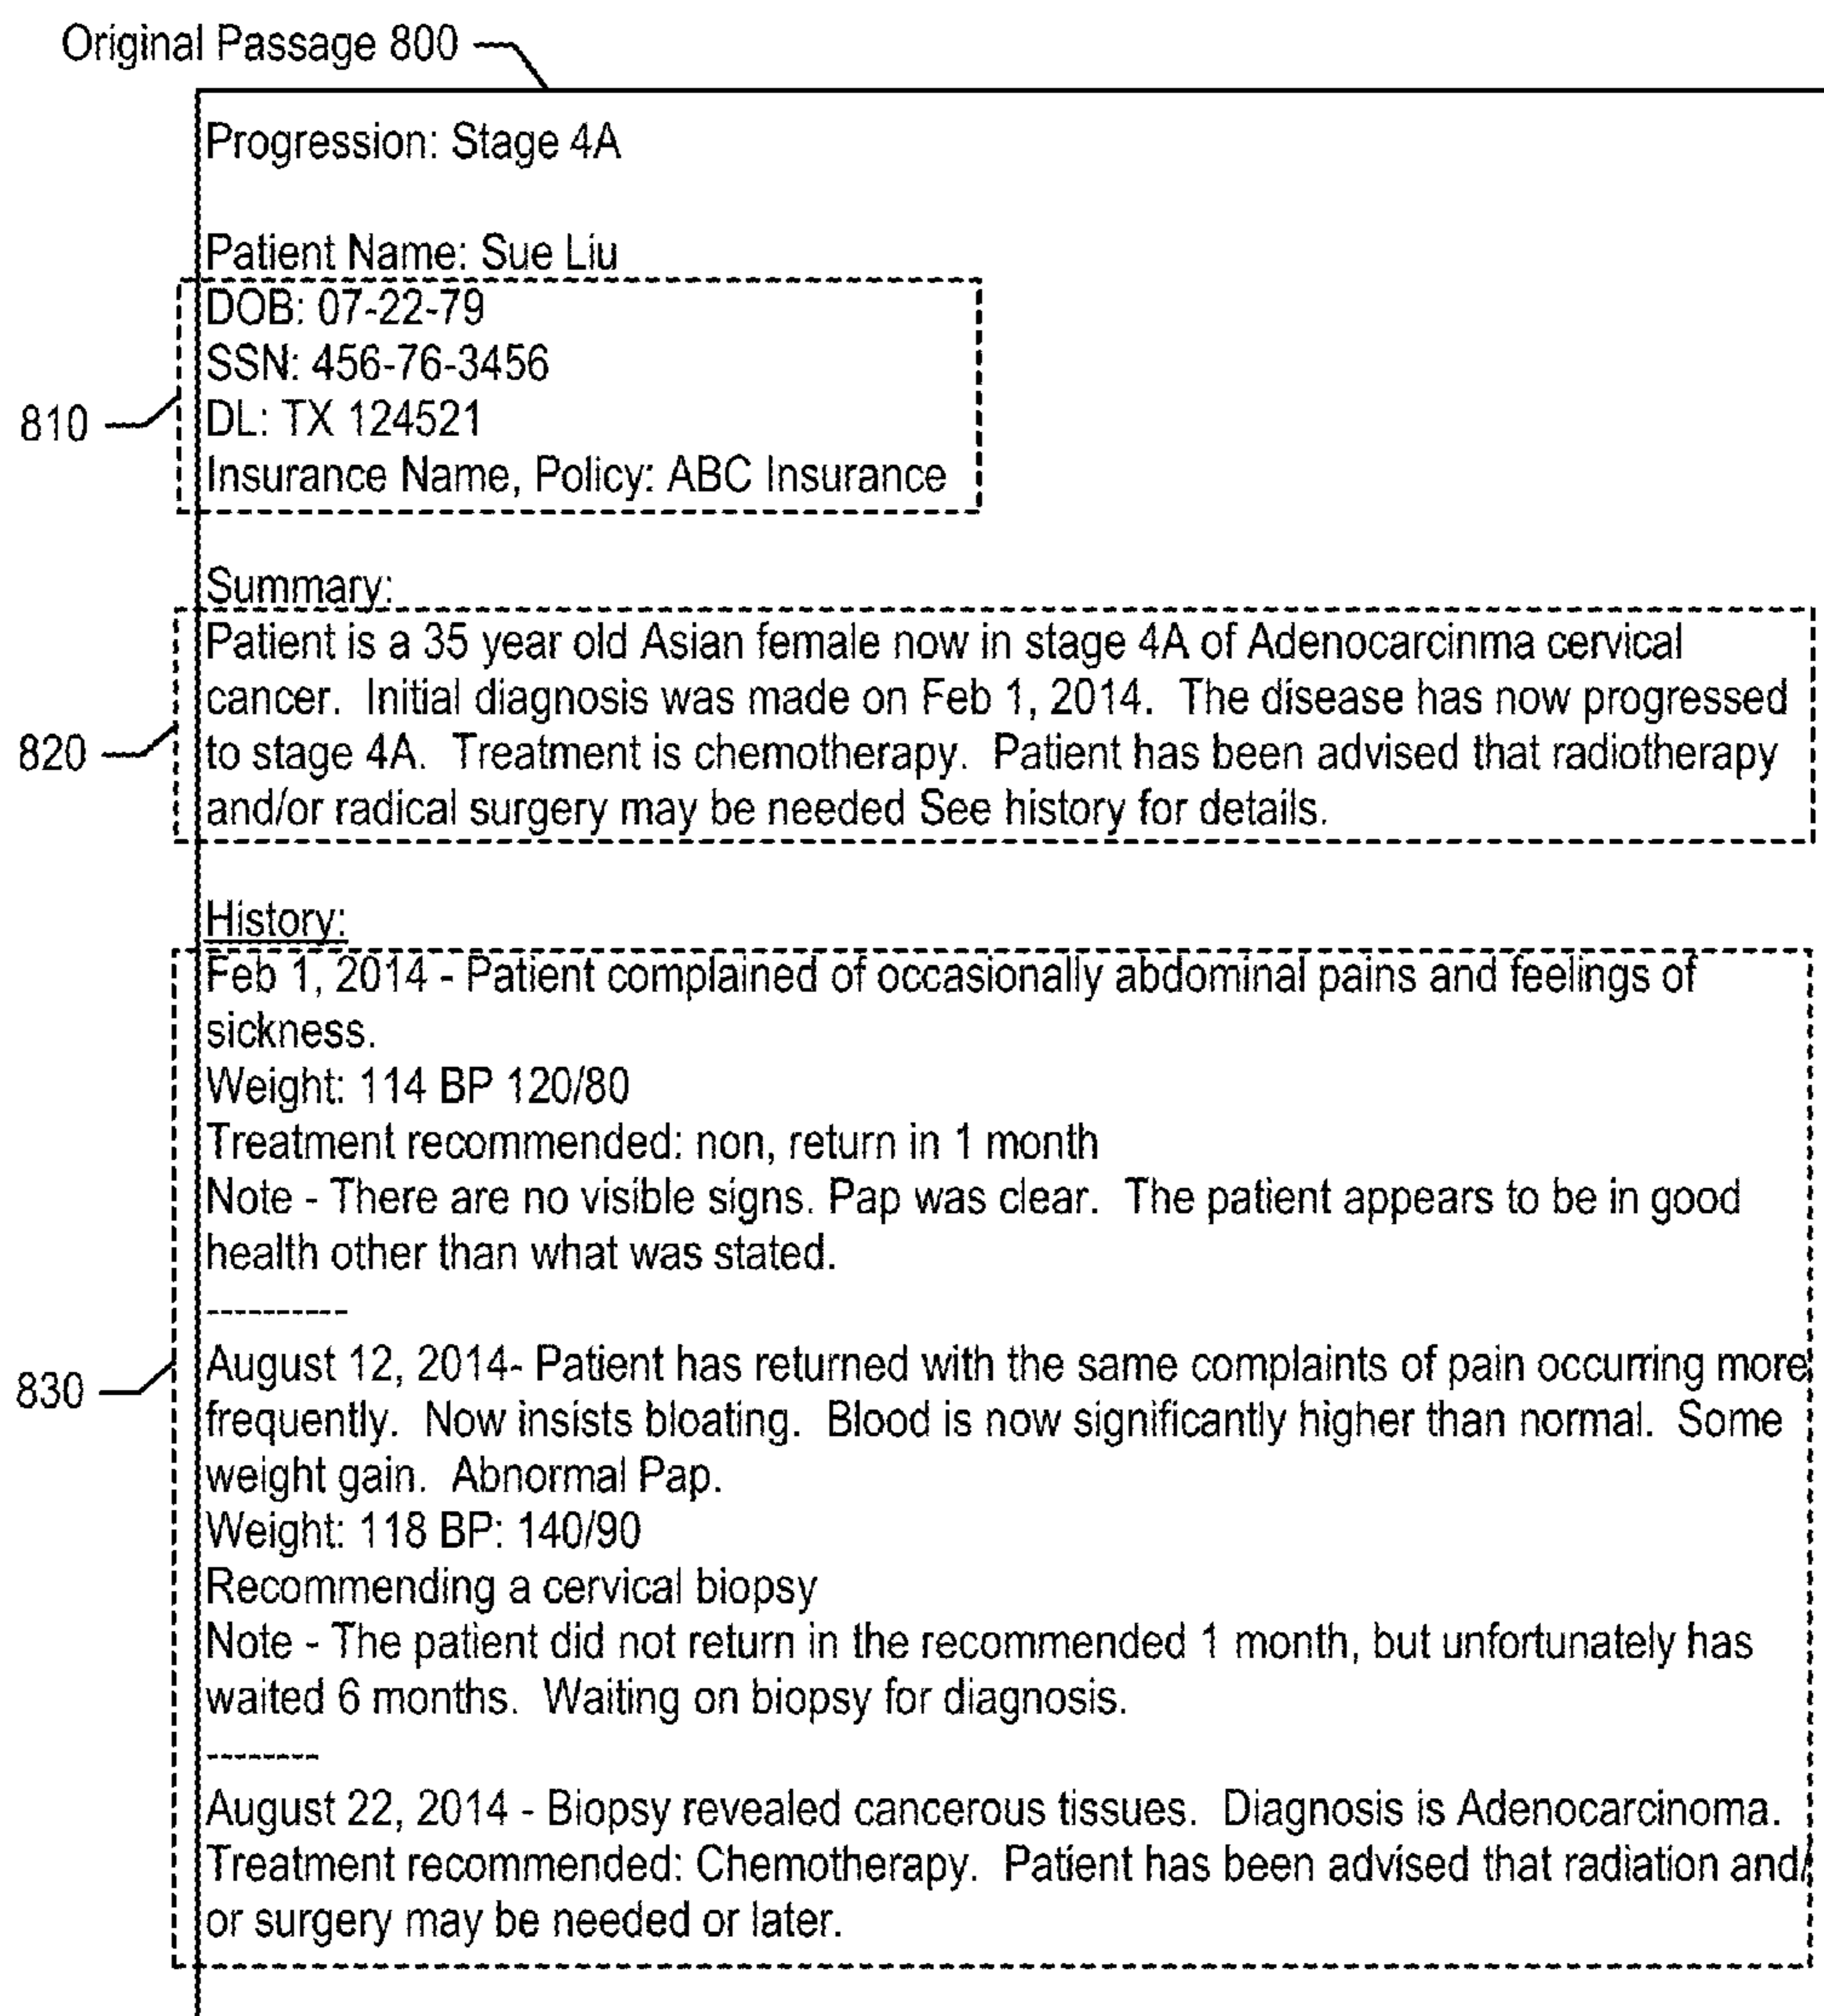 Original Passage 800
Progression: Stage 4A
Patient Name: Sue Liu
DOB: 07-22-79
SSN: 456-76-3456
810
DL: TX 124521
Insurance Name, Policy: ABC Insurance
Summary:
Patient is a 35 year old Asian female now in stage 4A of Adenocarcinma cervical
cancer. Initial diagnosis was made on Feb 1, 2014. The disease has now progressed
820
to stage 4A. Treatment is chemotherapy. Patient has been advised that radiotherapy
and/or radical surgery may be needed See history for details.
History:
Feb 1, 2014 - Patient complained of occasionally abdominal pains and feelings of
sickness.
Weight: 114 BP 120/80
Treatment recommended: non, return in 1 month
Note - There are no visible signs. Pap was clear. The patient appears to be in good
health other than what was stated.
----------
August 12, 2014- Patient has returned with the same complaints of pain occurring more
830
frequently. Now insists bloating. Blood is now significantly higher than normal. Some
weight gain. Abnormal Pap.
Weight: 118 BP: 140/90
Recommending a cervical biopsy
Note - The patient did not return in the recommended 1 month, but unfortunately has
waited 6 months. Waiting on biopsy for diagnosis.
--------
August 22, 2014 - Biopsy revealed cancerous tissues. Diagnosis is Adenocarcinoma.
Treatment recommended: Chemotherapy. Patient has been advised that radiation and/
or surgery may be needed or later.